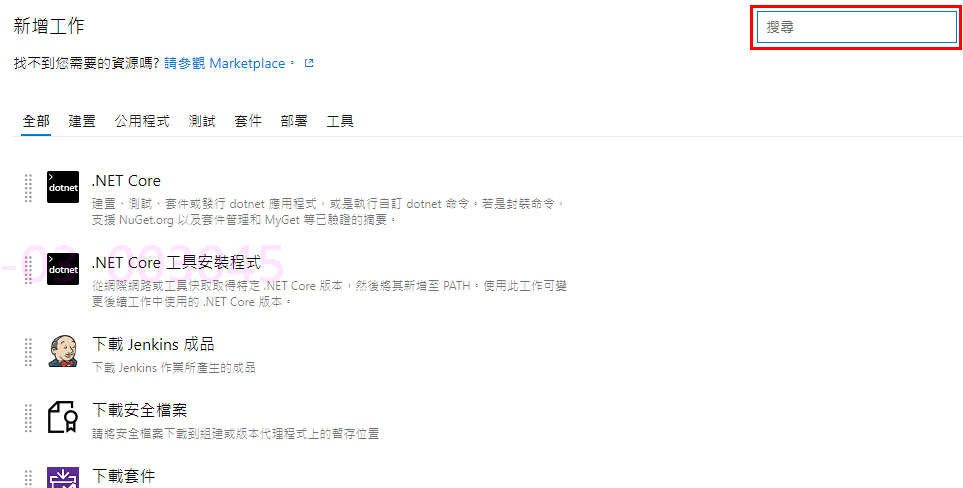 新增工作
搜尋
找不到您需要的資源嗎? 請參觀 Marketplace。
全部 建置 公用程式 測試 套件 部署 工具
dotnet
.NET Core
建置、測試、套件或發行 dotnet 應用程式，或是執行自訂 dotnet 命令。若是封裝命令，
支援 NuGet.org 以及套件管理和 MyGet 等已驗證的摘要。
-03 003045
dotnet
.NET Core 工具安裝程式
從網際網路或工具快取取得特定 .NET Core 版本，然後將其新增至 PATH。使用此工作可變
更後續工作中使用的 .NET Core 版本。
下載 Jenkins 成品
下載 Jenkins 作業所產生的成品
下載安全檔案
請將安全檔案下載到組建或版本代理程式上的暫存位置
下載套件